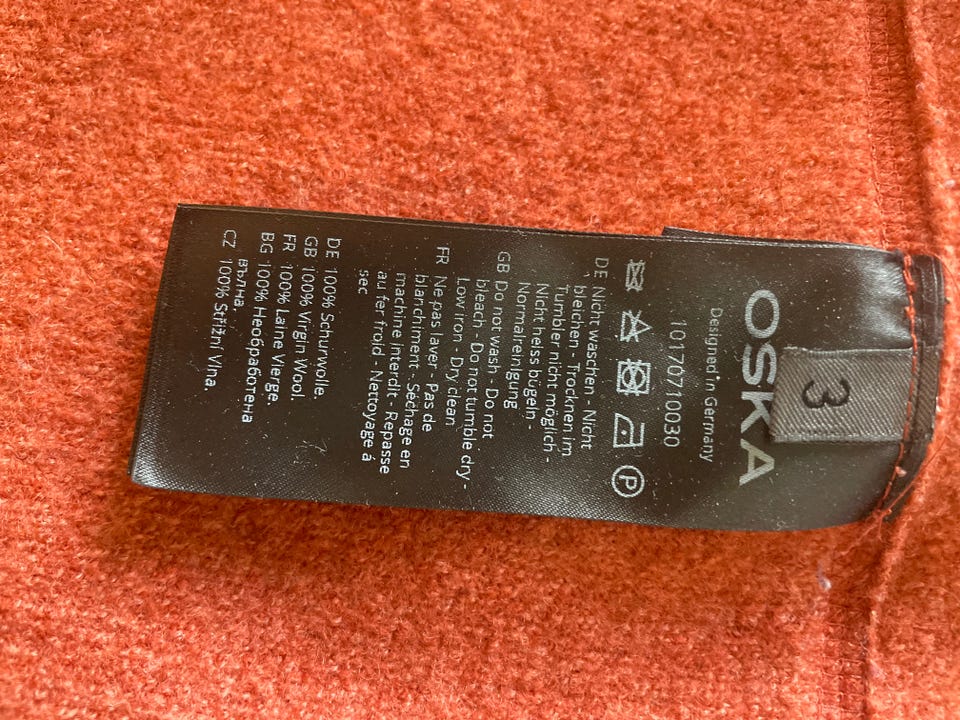 3
OSKA
Designed in Germany
10170710030
P
DE Nicht waschen - Nicht
bleichen - Trocknen im
Tumbler nicht möglich -
Nicht heiss bügeln -
Normalreinigung
GB Do not wash - Do not
bleach - Do not tumble dry -
Low iron - Dry clean
FR Ne pas laver - Pas de
blanchiment - Séchage en
machine interdit - Repasse
au fer froid - Nettoyage á
sec
DE 100% Schurwolle.
GB 100% Virgin Wool.
FR 100% Laine Vierge.
BG 100% Необработена
вълна.
CZ 100% Střižní Vlna.